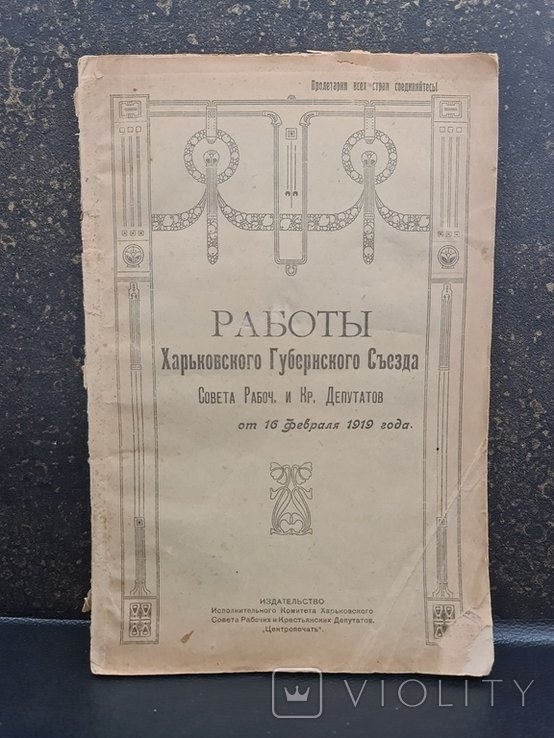 Пролетарии всех стран соединяйтесь!
РАБОТЫ
Харьковского Губернского Съезда
Совета Рабоч. и Кр. Депутатов
от 16 февраля 1919 года.
ИЗДАТЕЛЬСТВО
Исполнительного Комитета Харьковского
Совета Рабочих и Крестьянских Депутатов.
„Центропечать".
VIOLITY